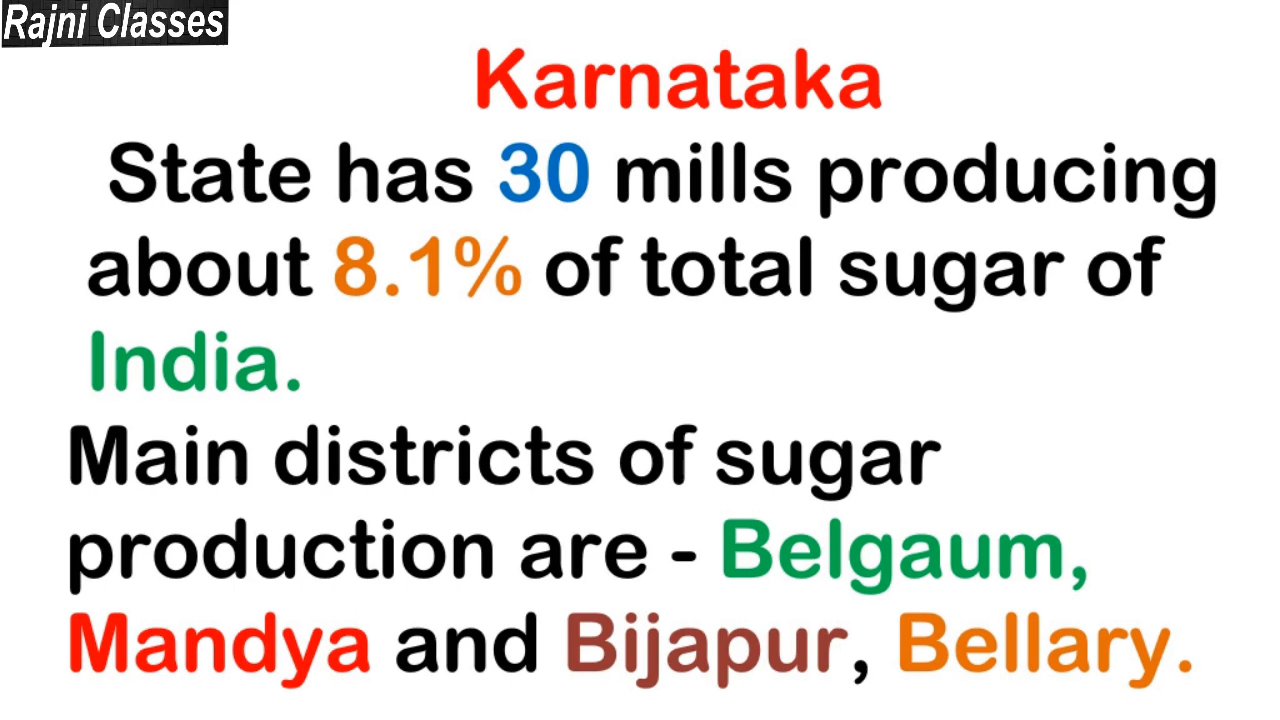 Rajni Classes
Karnataka
State has 30 mills producing
about 8.1% of total sugar of
India.
Main districts of sugar
production are - Belgaum,
Mandya and Bijapur, Bellary.